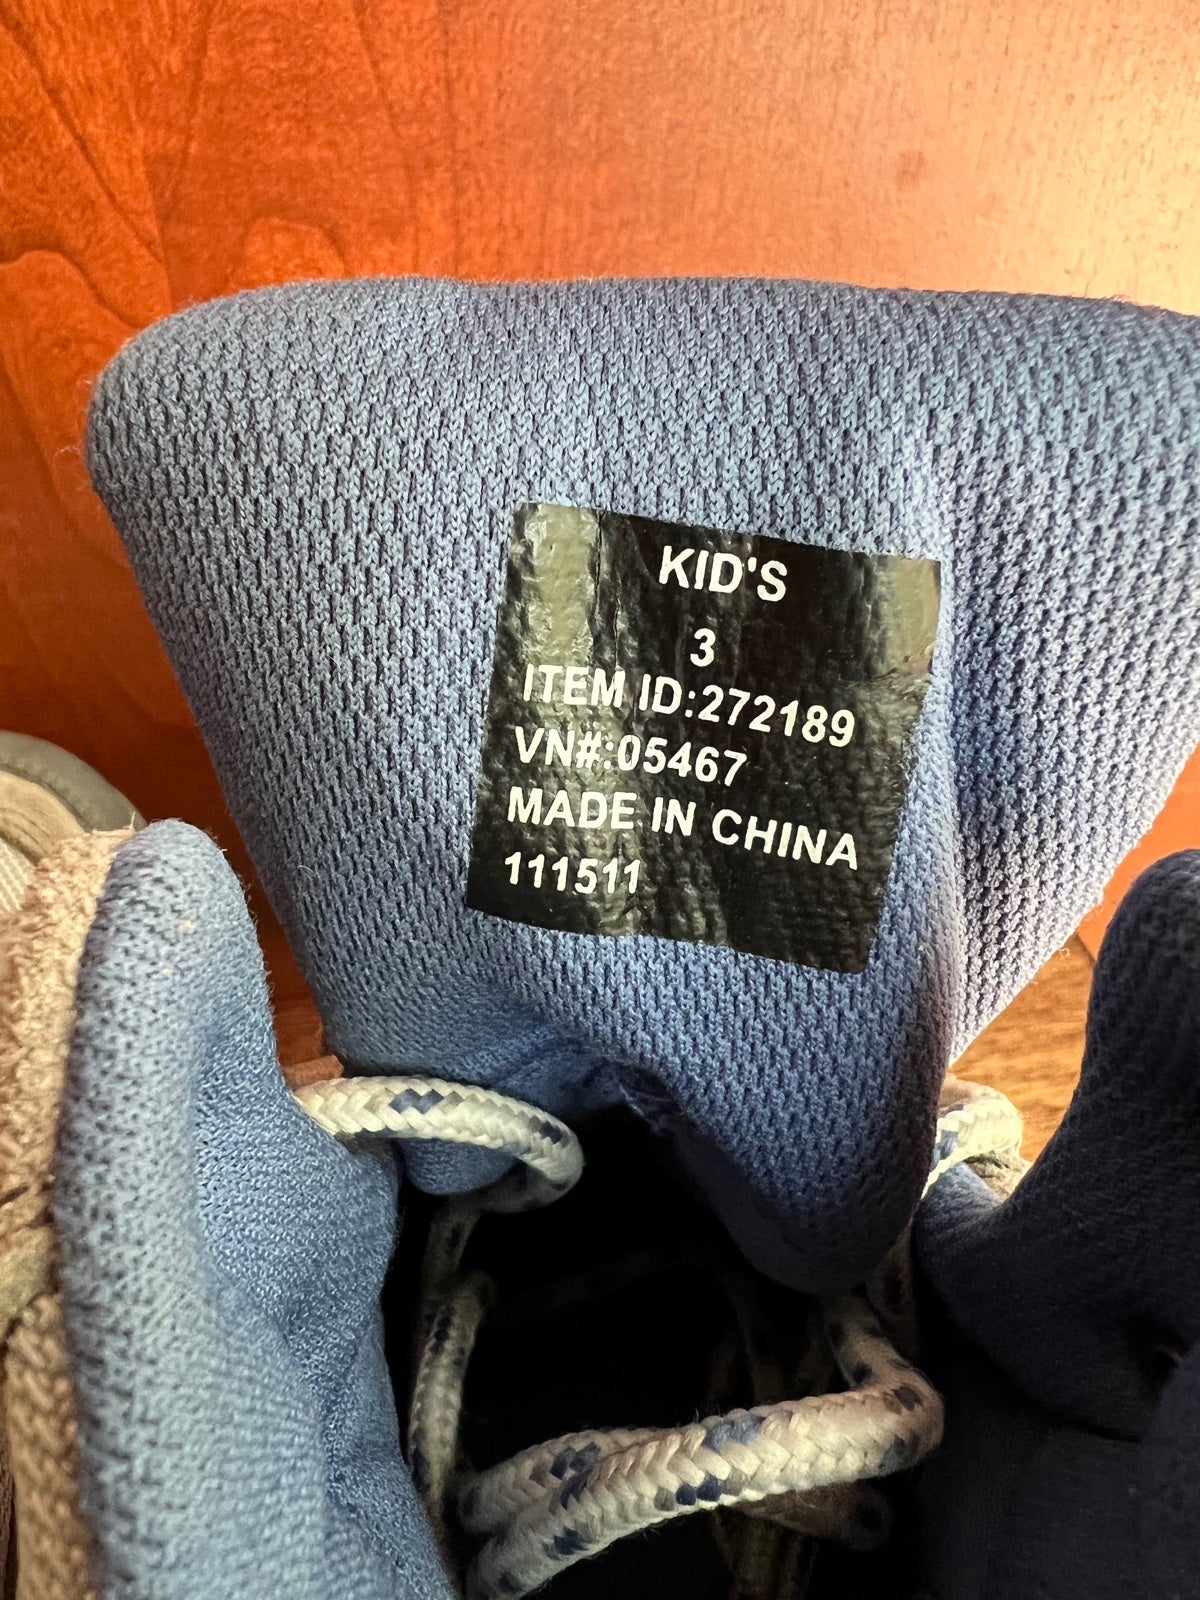 KID'S
3
ITEM ID:272189
VN#:05467
MADE IN CHINA
111511